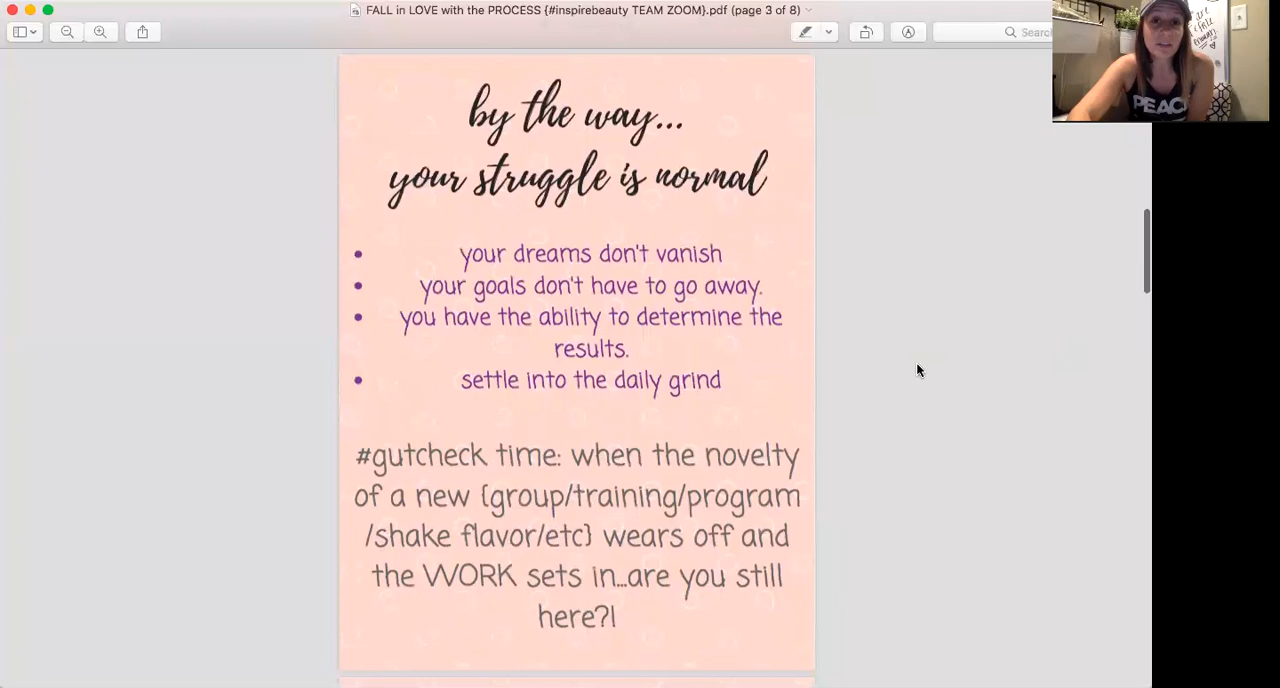 FALL in LOVE with the PROCESS {#inspirebeauty TEAM ZOOM}.pdf (page 3 of 8)
Search
by the way...
your struggle is normal
• your dreams don't vanish
• your goals don't have to go away.
• you have the ability to determine the
results.
• settle into the daily grind
#gutcheck time: when the novelty
of a new {group/training/program
/shake flavor/etc} wears off and
the WORK sets in...are you still
here?!
are
PEAC